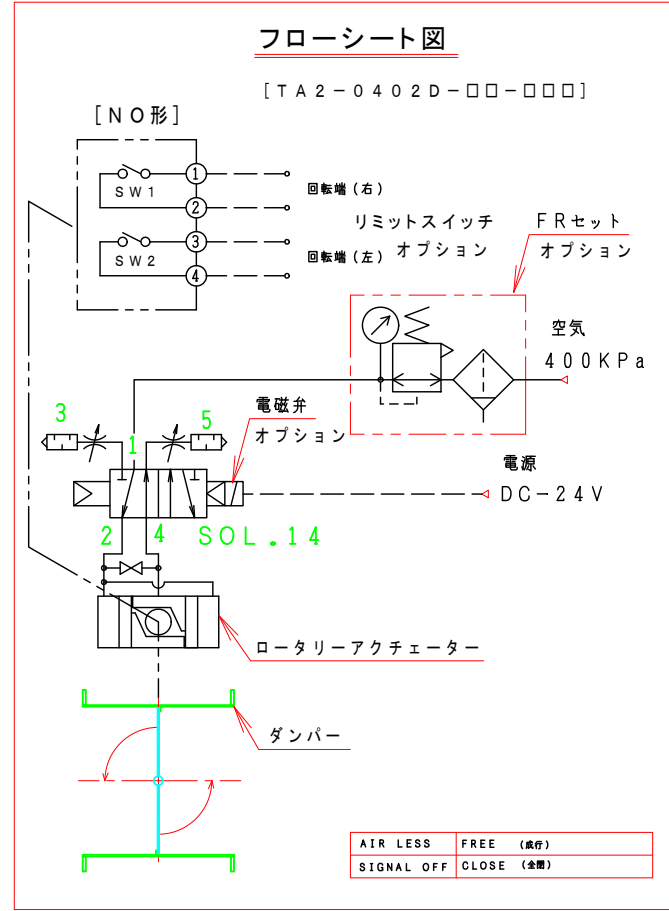 フローシート図
[TA2-0402D-□□-□□□]
[NO形]
SW1
①
②
回転端(右)
SW2
③
④
回転端(左)
リミットスイッチ
オプション
FRセット
オプション
空気
400KPa
3
1
5
電磁弁
オプション
電源
DC-24V
2
4
SOL.14
ロータリーアクチェーター
ダンパー
AIR LESS FREE (成行)
SIGNAL OFF CLOSE (全閉)